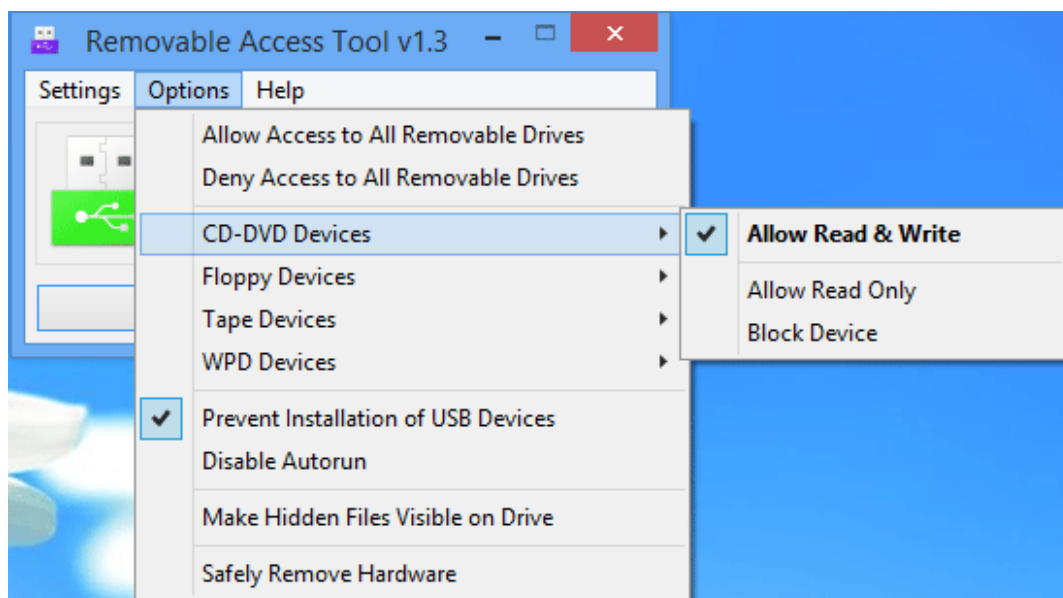 Removable Access Tool v1.3
Settings Options Help
Allow Access to All Removable Drives
Deny Access to All Removable Drives
CD-DVD Devices
Floppy Devices
Tape Devices
WPD Devices
Prevent Installation of USB Devices
Disable Autorun
Make Hidden Files Visible on Drive
Safely Remove Hardware
Allow Read & Write
Allow Read Only
Block Device